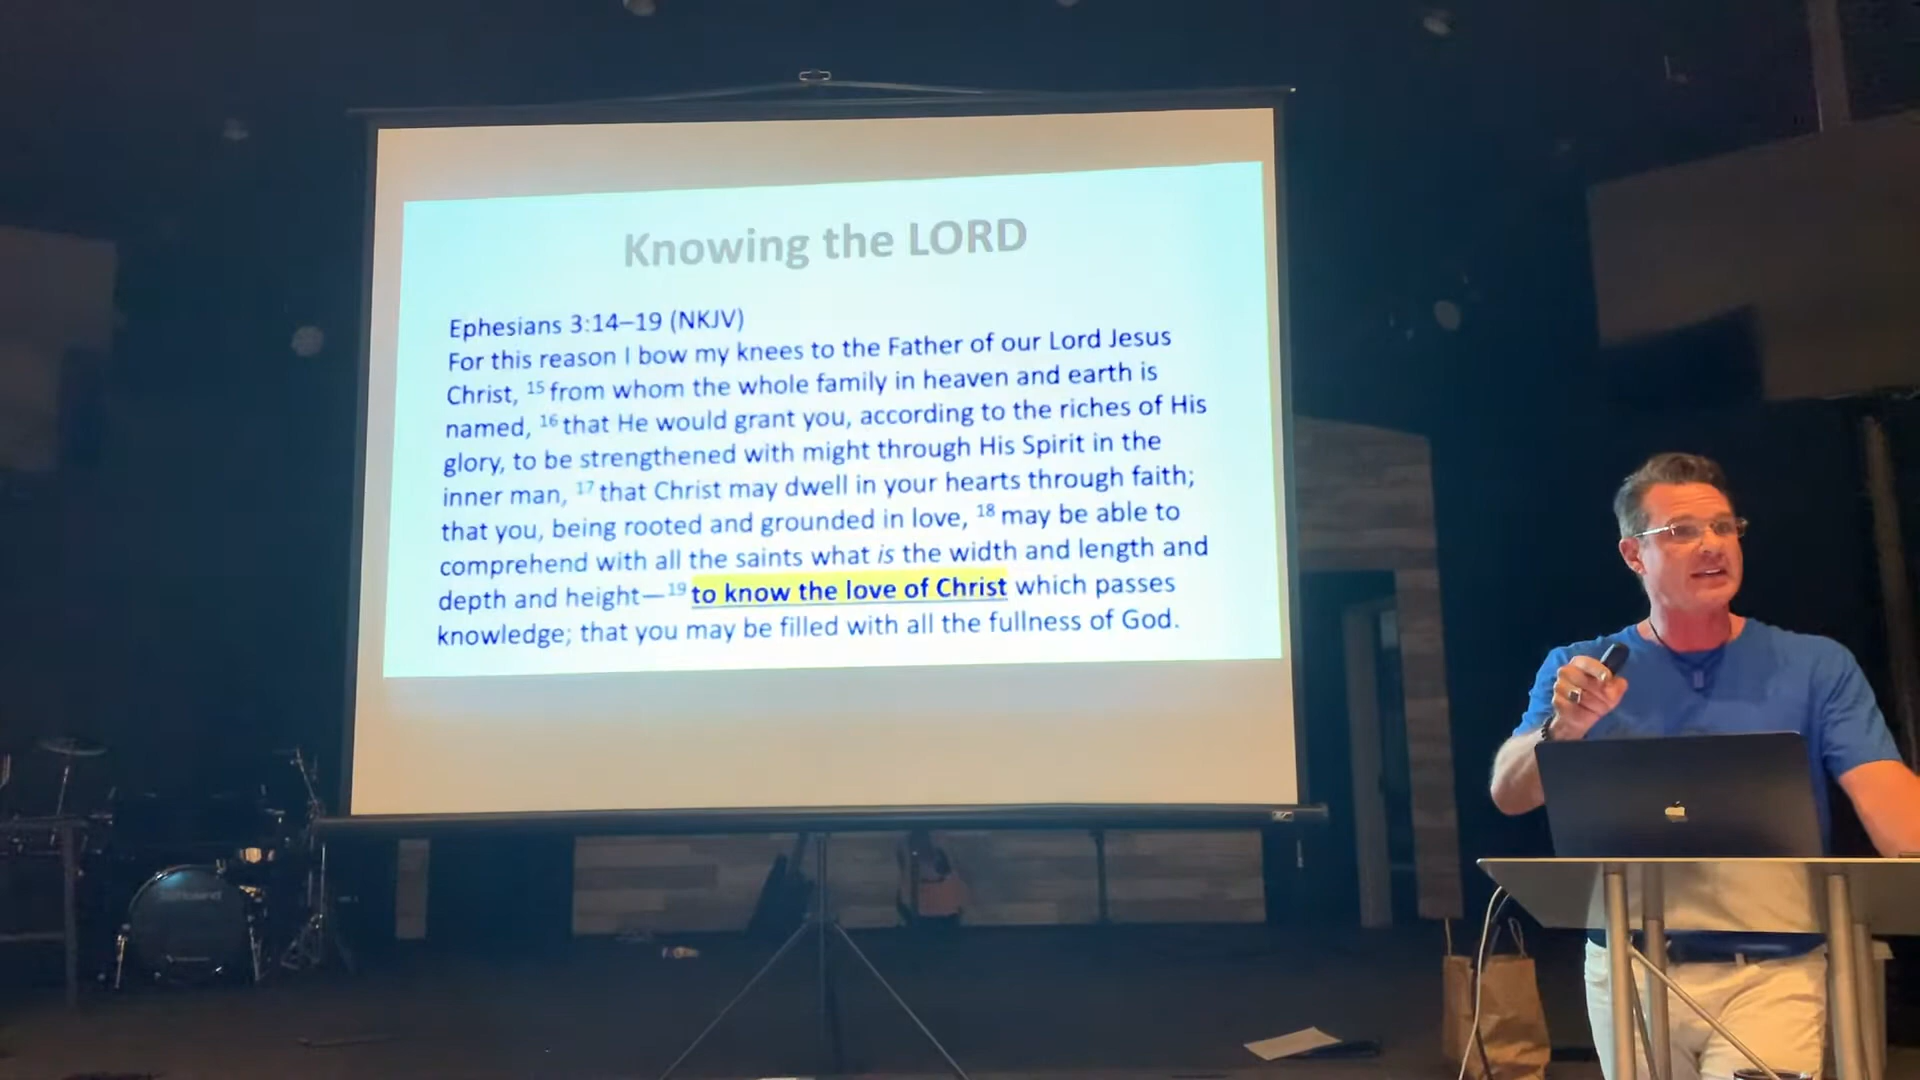 Knowing the LORD
Ephesians 3:14–19 (NKJV)
For this reason I bow my knees to the Father of our Lord Jesus
Christ, 15 from whom the whole family in heaven and earth is
named, 16 that He would grant you, according to the riches of His
glory, to be strengthened with might through His Spirit in the
inner man, 17 that Christ may dwell in your hearts through faith;
that you, being rooted and grounded in love, 18 may be able to
comprehend with all the saints what is the width and length and
depth and height—19 to know the love of Christ which passes
knowledge; that you may be filled with all the fullness of God.
Roland